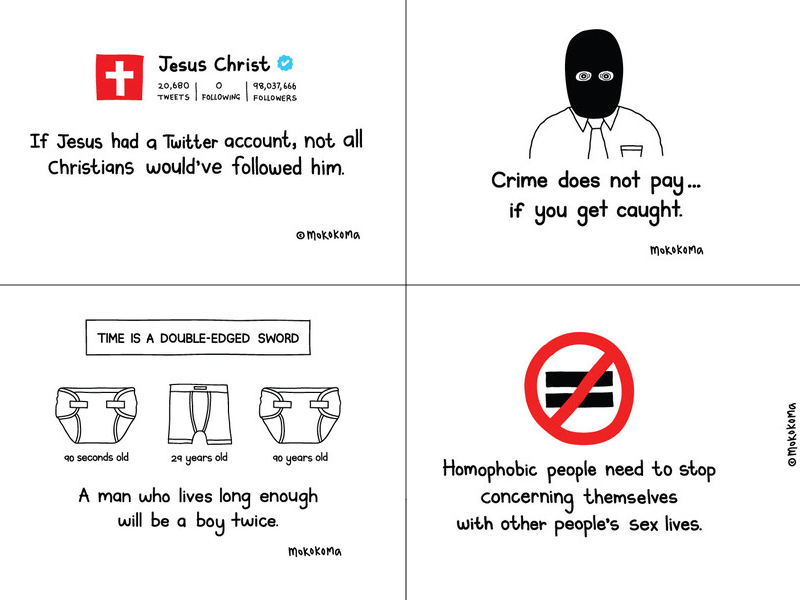 Jesus Christ
20,680 0 98,037,666
TWEETS FOLLOWING FOLLOWERS
If Jesus had a Twitter account, not all
Christians would've followed him.
©mokokoma
Crime does not pay...
if you get caught.
mokokoma
TIME IS A DOUBLE-EDGED SWORD
90 seconds old 29 years old 90 years old
A man who lives long enough
will be a boy twice.
mokokoma
Homophobic people need to stop
concerning themselves
with other people's sex lives.
©mokokoma